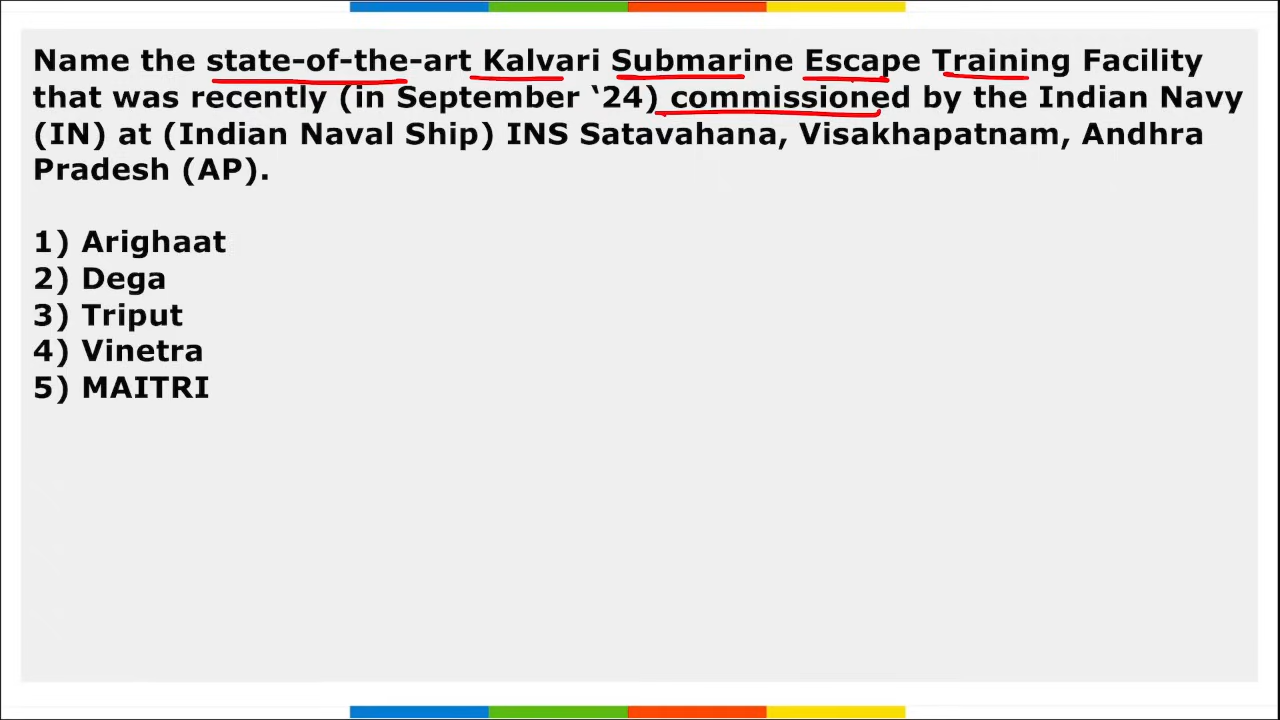 Name the state-of-the-art Kalvari Submarine Escape Training Facility
that was recently (in September ‘24) commissioned by the Indian Navy
(IN) at (Indian Naval Ship) INS Satavahana, Visakhapatnam, Andhra
Pradesh (AP).
1) Arighaat
2) Dega
3) Triput
4) Vinetra
5) MAITRI